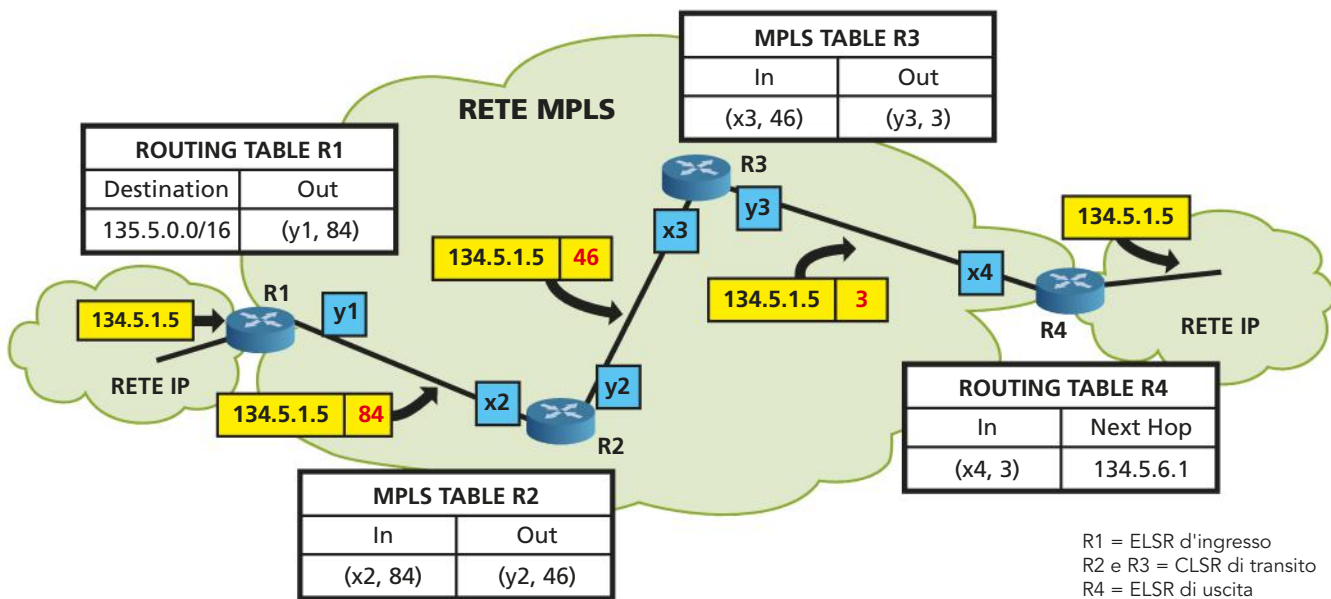 MPLS TABLE R3
In Out
(x3, 46) (y3, 3)
RETE MPLS
ROUTING TABLE R1
Destination Out
135.5.0.0/16 (y1, 84)
R3
y3
x3
134.5.1.5
134.5.1.5 46
134.5.1.5 3
x4
R4
RETE IP
R1
134.5.1.5
y1
RETE IP
134.5.1.5 84
x2
y2
R2
ROUTING TABLE R4
In Next Hop
(x4, 3) 134.5.6.1
MPLS TABLE R2
In Out
(x2, 84) (y2, 46)
R1 = ELSR d'ingresso
R2 e R3 = CLSR di transito
R4 = ELSR di uscita